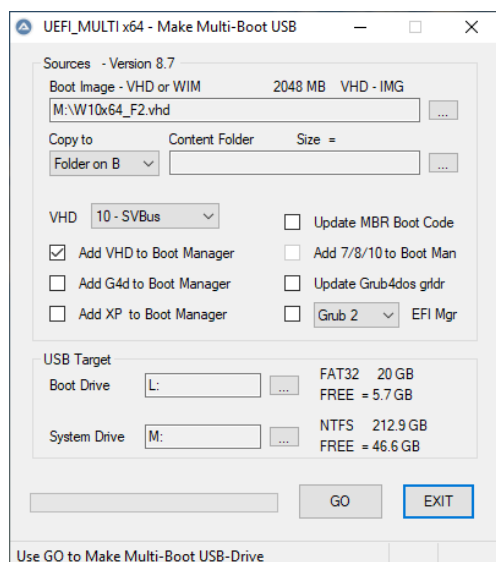 UEFI_MULTI x64 - Make Multi-Boot USB
Sources - Version 8.7
Boot Image - VHD or WIM 2048 MB VHD - IMG
M:\W10x64_F2.vhd ...
Copy to Content Folder Size =
Folder on B ...
VHD 10 - SVBus Update MBR Boot Code
Add VHD to Boot Manager Add 7/8/10 to Boot Man
Add G4d to Boot Manager Update Grub4dos grldr
Add XP to Boot Manager Grub 2 EFI Mgr
USB Target
Boot Drive L: ... FAT32 20 GB
FREE = 5.7 GB
System Drive M: ... NTFS 212.9 GB
FREE = 46.6 GB
GO EXIT
Use GO to Make Multi-Boot USB-Drive